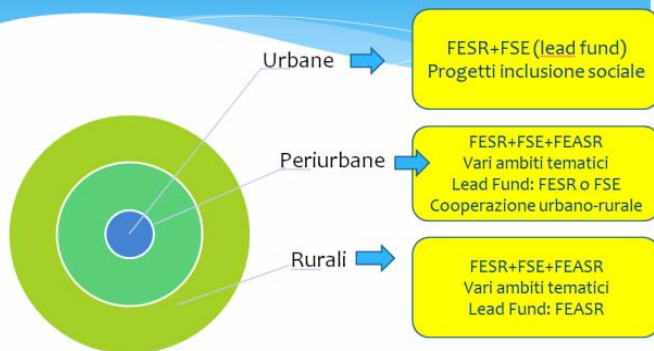 Urbane
FESR+FSE (lead fund)
Progetti inclusione sociale
Periurbane
FESR+FSE+FEASR
Vari ambiti tematici
Lead Fund: FESR o FSE
Cooperazione urbano-rurale
Rurali
FESR+FSE+FEASR
Vari ambiti tematici
Lead Fund: FEASR